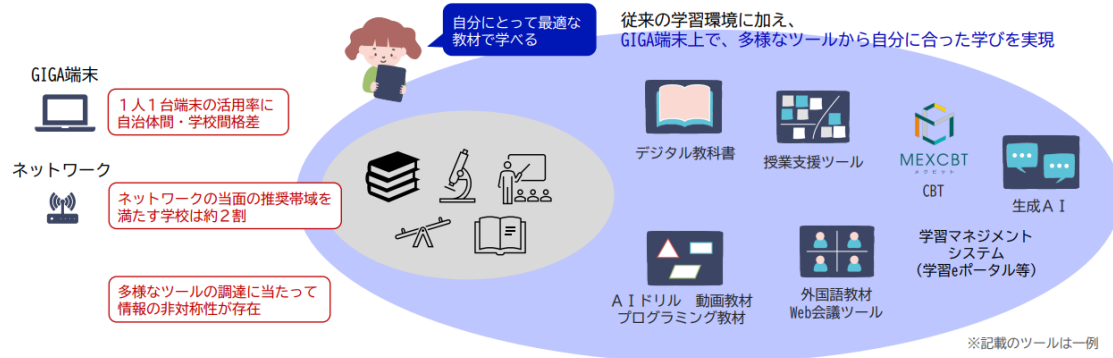 自分にとって最適な
教材で学べる
従来の学習環境に加え、
GIGA端末上で、多様なツールから自分に合った学びを実現
GIGA端末
１人１台端末の活用率に
自治体間・学校間格差
ネットワーク
ネットワークの当面の推奨帯域を
満たす学校は約２割
多様なツールの調達に当たって
情報の非対称性が存在
デジタル教科書
授業支援ツール
MEXCBT
メクビット
CBT
生成ＡＩ
ＡＩドリル　動画教材
プログラミング教材
外国語教材
Web会議ツール
学習マネジメント
システム
（学習eポータル等）
※記載のツールは一例